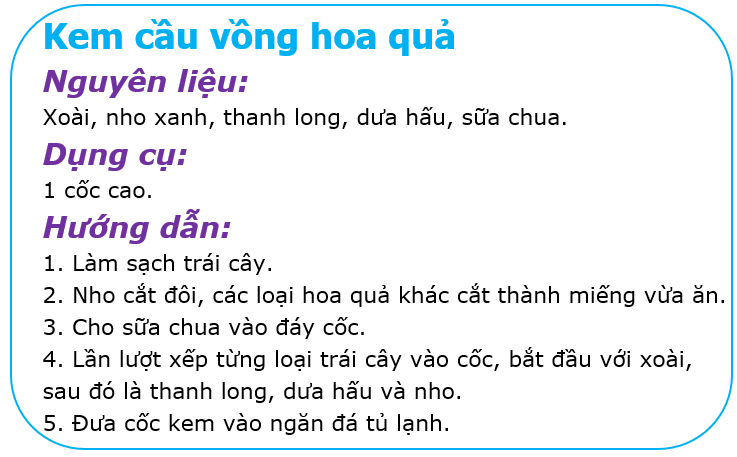 Kem cầu vồng hoa quả
Nguyên liệu:
Xoài, nho xanh, thanh long, dưa hấu, sữa chua.
Dụng cụ:
1 cốc cao.
Hướng dẫn:
1. Làm sạch trái cây.
2. Nho cắt đôi, các loại hoa quả khác cắt thành miếng vừa ăn.
3. Cho sữa chua vào đáy cốc.
4. Lần lượt xếp từng loại trái cây vào cốc, bắt đầu với xoài,
sau đó là thanh long, dưa hấu và nho.
5. Đưa cốc kem vào ngăn đá tủ lạnh.